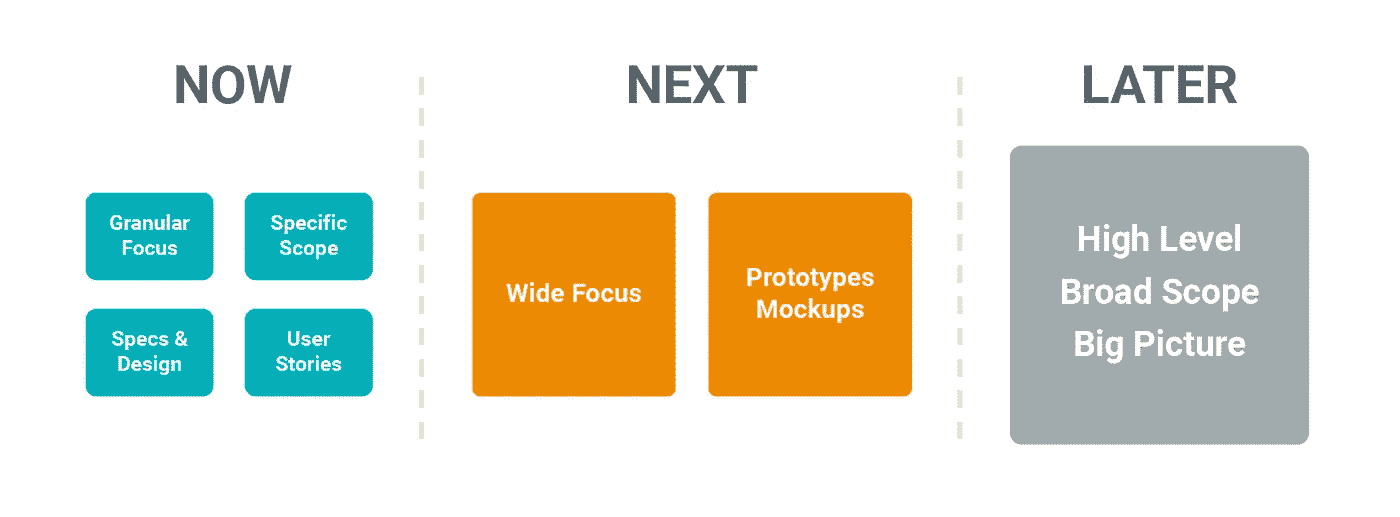 NOW
Granular
Focus
Specific
Scope
Specs &
Design
User
Stories
NEXT
Wide Focus
Prototypes
Mockups
LATER
High Level
Broad Scope
Big Picture